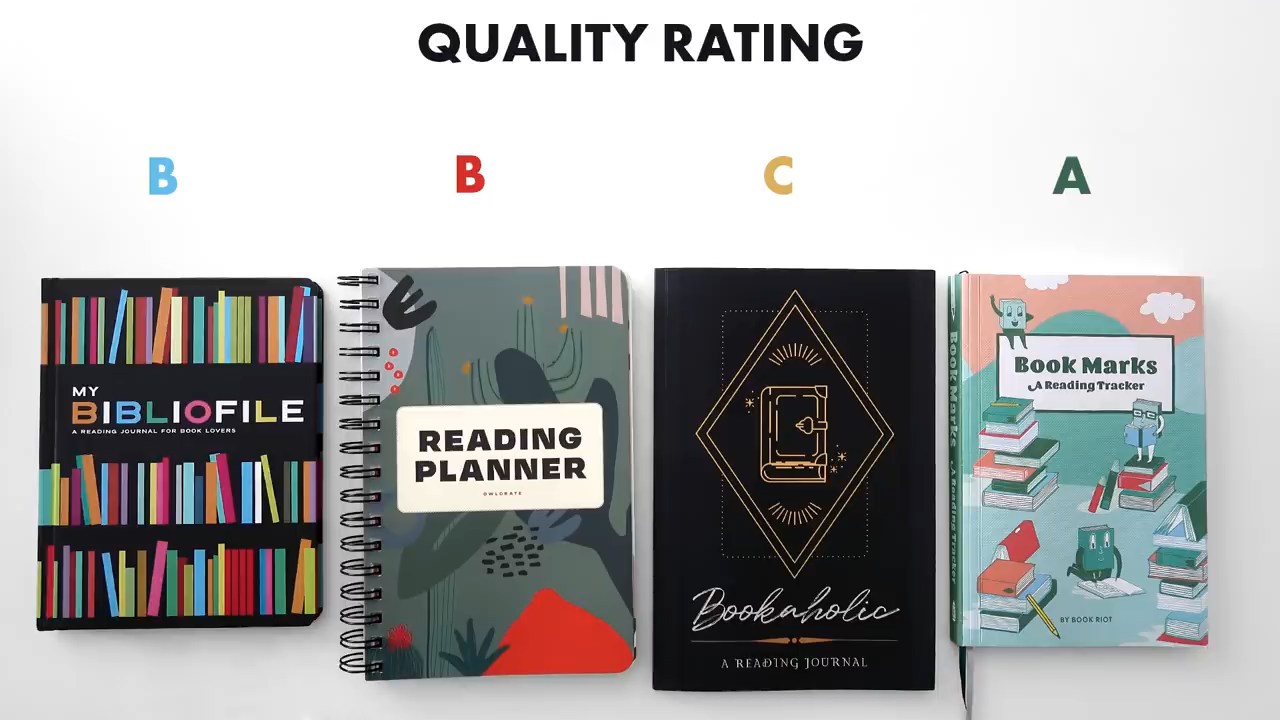 QUALITY RATING
B
B
C
A
MY
BIBLIOFILE
A READING JOURNAL FOR BOOK LOVERS
READING
PLANNER
OWLCRATE
Bookaholic
A READING JOURNAL
Book Marks
A Reading Tracker
Book Marks
A Reading Tracker
BY BOOK RIOT